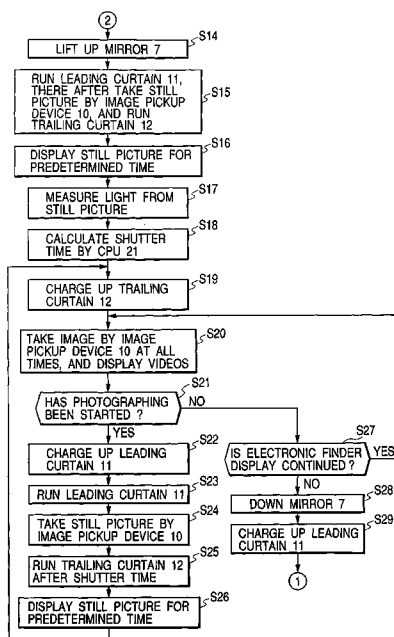 2
LIFT UP MIRROR 7
S14
RUN LEADING CURTAIN 11,
THERE AFTER TAKE STILL
PICTURE BY IMAGE PICKUP
DEVICE 10, AND RUN
TRAILING CURTAIN 12
S15
DISPLAY STILL PICTURE FOR
PREDETERMINED TIME
S16
MEASURE LIGHT FROM
STILL PICTURE
S17
CALCULATE SHUTTER
TIME BY CPU 21
S18
CHARGE UP TRAILING
CURTAIN 12
S19
TAKE IMAGE BY IMAGE
PICKUP DEVICE 10 AT ALL
TIMES, AND DISPLAY VIDEOS
S20
HAS PHOTOGRAPHING
BEEN STARTED ?
S21
NO
YES
CHARGE UP LEADING
CURTAIN 11
S22
RUN LEADING CURTAIN 11
S23
TAKE STILL PICTURE BY
IMAGE PICKUP DEVICE 10
S24
RUN TRAILING CURTAIN 12
AFTER SHUTTER TIME
S25
DISPLAY STILL PICTURE FOR
PREDETERMINED TIME
S26
IS ELECTRONIC FINDER
DISPLAY CONTINUED ?
S27
YES
NO
DOWN MIRROR 7
S28
CHARGE UP LEADING
CURTAIN 11
S29
1